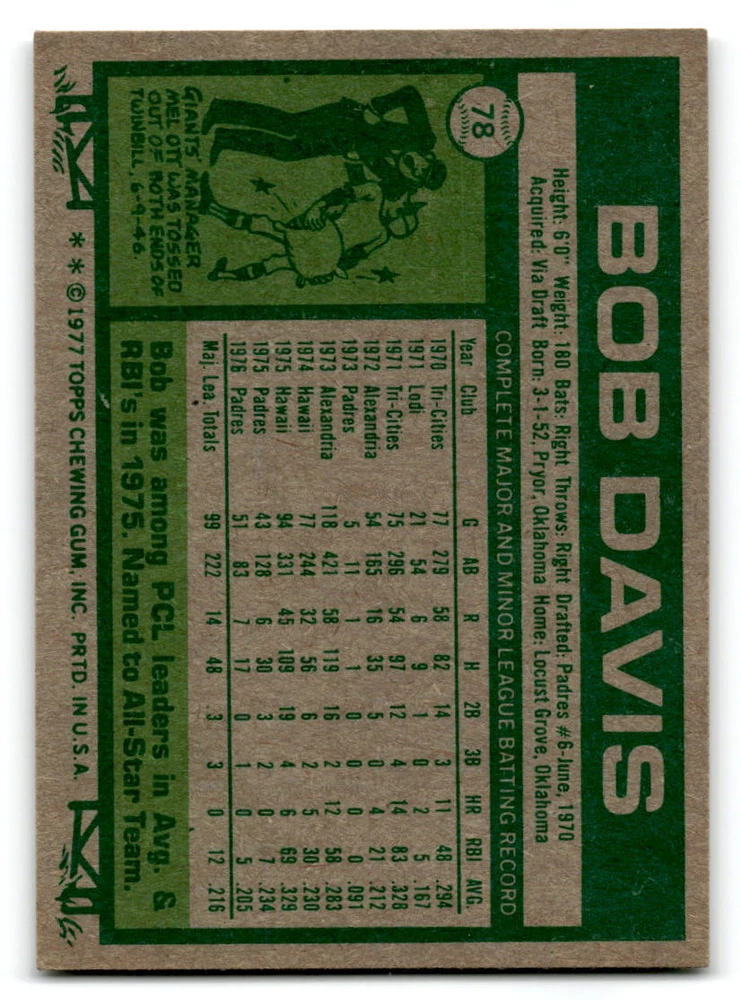 BOB DAVIS
78
Height: 6'0" Weight: 180 Bats: Right Throws: Right Drafted: Padres #6-June, 1970
Acquired: Via Draft Born: 3-1-52, Pryor, Oklahoma Home: Locust Grove, Oklahoma
COMPLETE MAJOR AND MINOR LEAGUE BATTING RECORD
Year Club G AB R H 2B 3B HR RBI AVG.
1970 Tri-Cities 77 279 58 82 14 3 11 48 .294
1971 Lodi 21 54 6 9 1 0 2 5 .167
1971 Tri-Cities 75 296 54 97 12 4 14 83 .328
1972 Alexandria 54 165 16 35 5 0 4 21 .212
1973 Padres 5 11 1 1 0 0 0 0 .091
1973 Alexandria 118 421 58 119 16 2 12 58 .283
1974 Hawaii 77 244 32 56 6 2 5 30 .230
1975 Hawaii 94 331 45 109 19 4 6 69 .329
1975 Padres 43 128 6 30 3 2 0 7 .234
1976 Padres 51 83 7 17 0 1 0 5 .205
Maj. Lea. Totals 99 222 14 48 3 3 0 12 .216
GIANTS' MANAGER
MEL OTT WAS TOSSED
OUT OF BOTH ENDS OF
TWINBILL, 6-9-46.
Bob was among PCL leaders in Avg. &
RBI's in 1975. Named to All-Star Team.
* * © 1977 TOPPS CHEWING GUM, INC. PRTD. IN U.S.A.